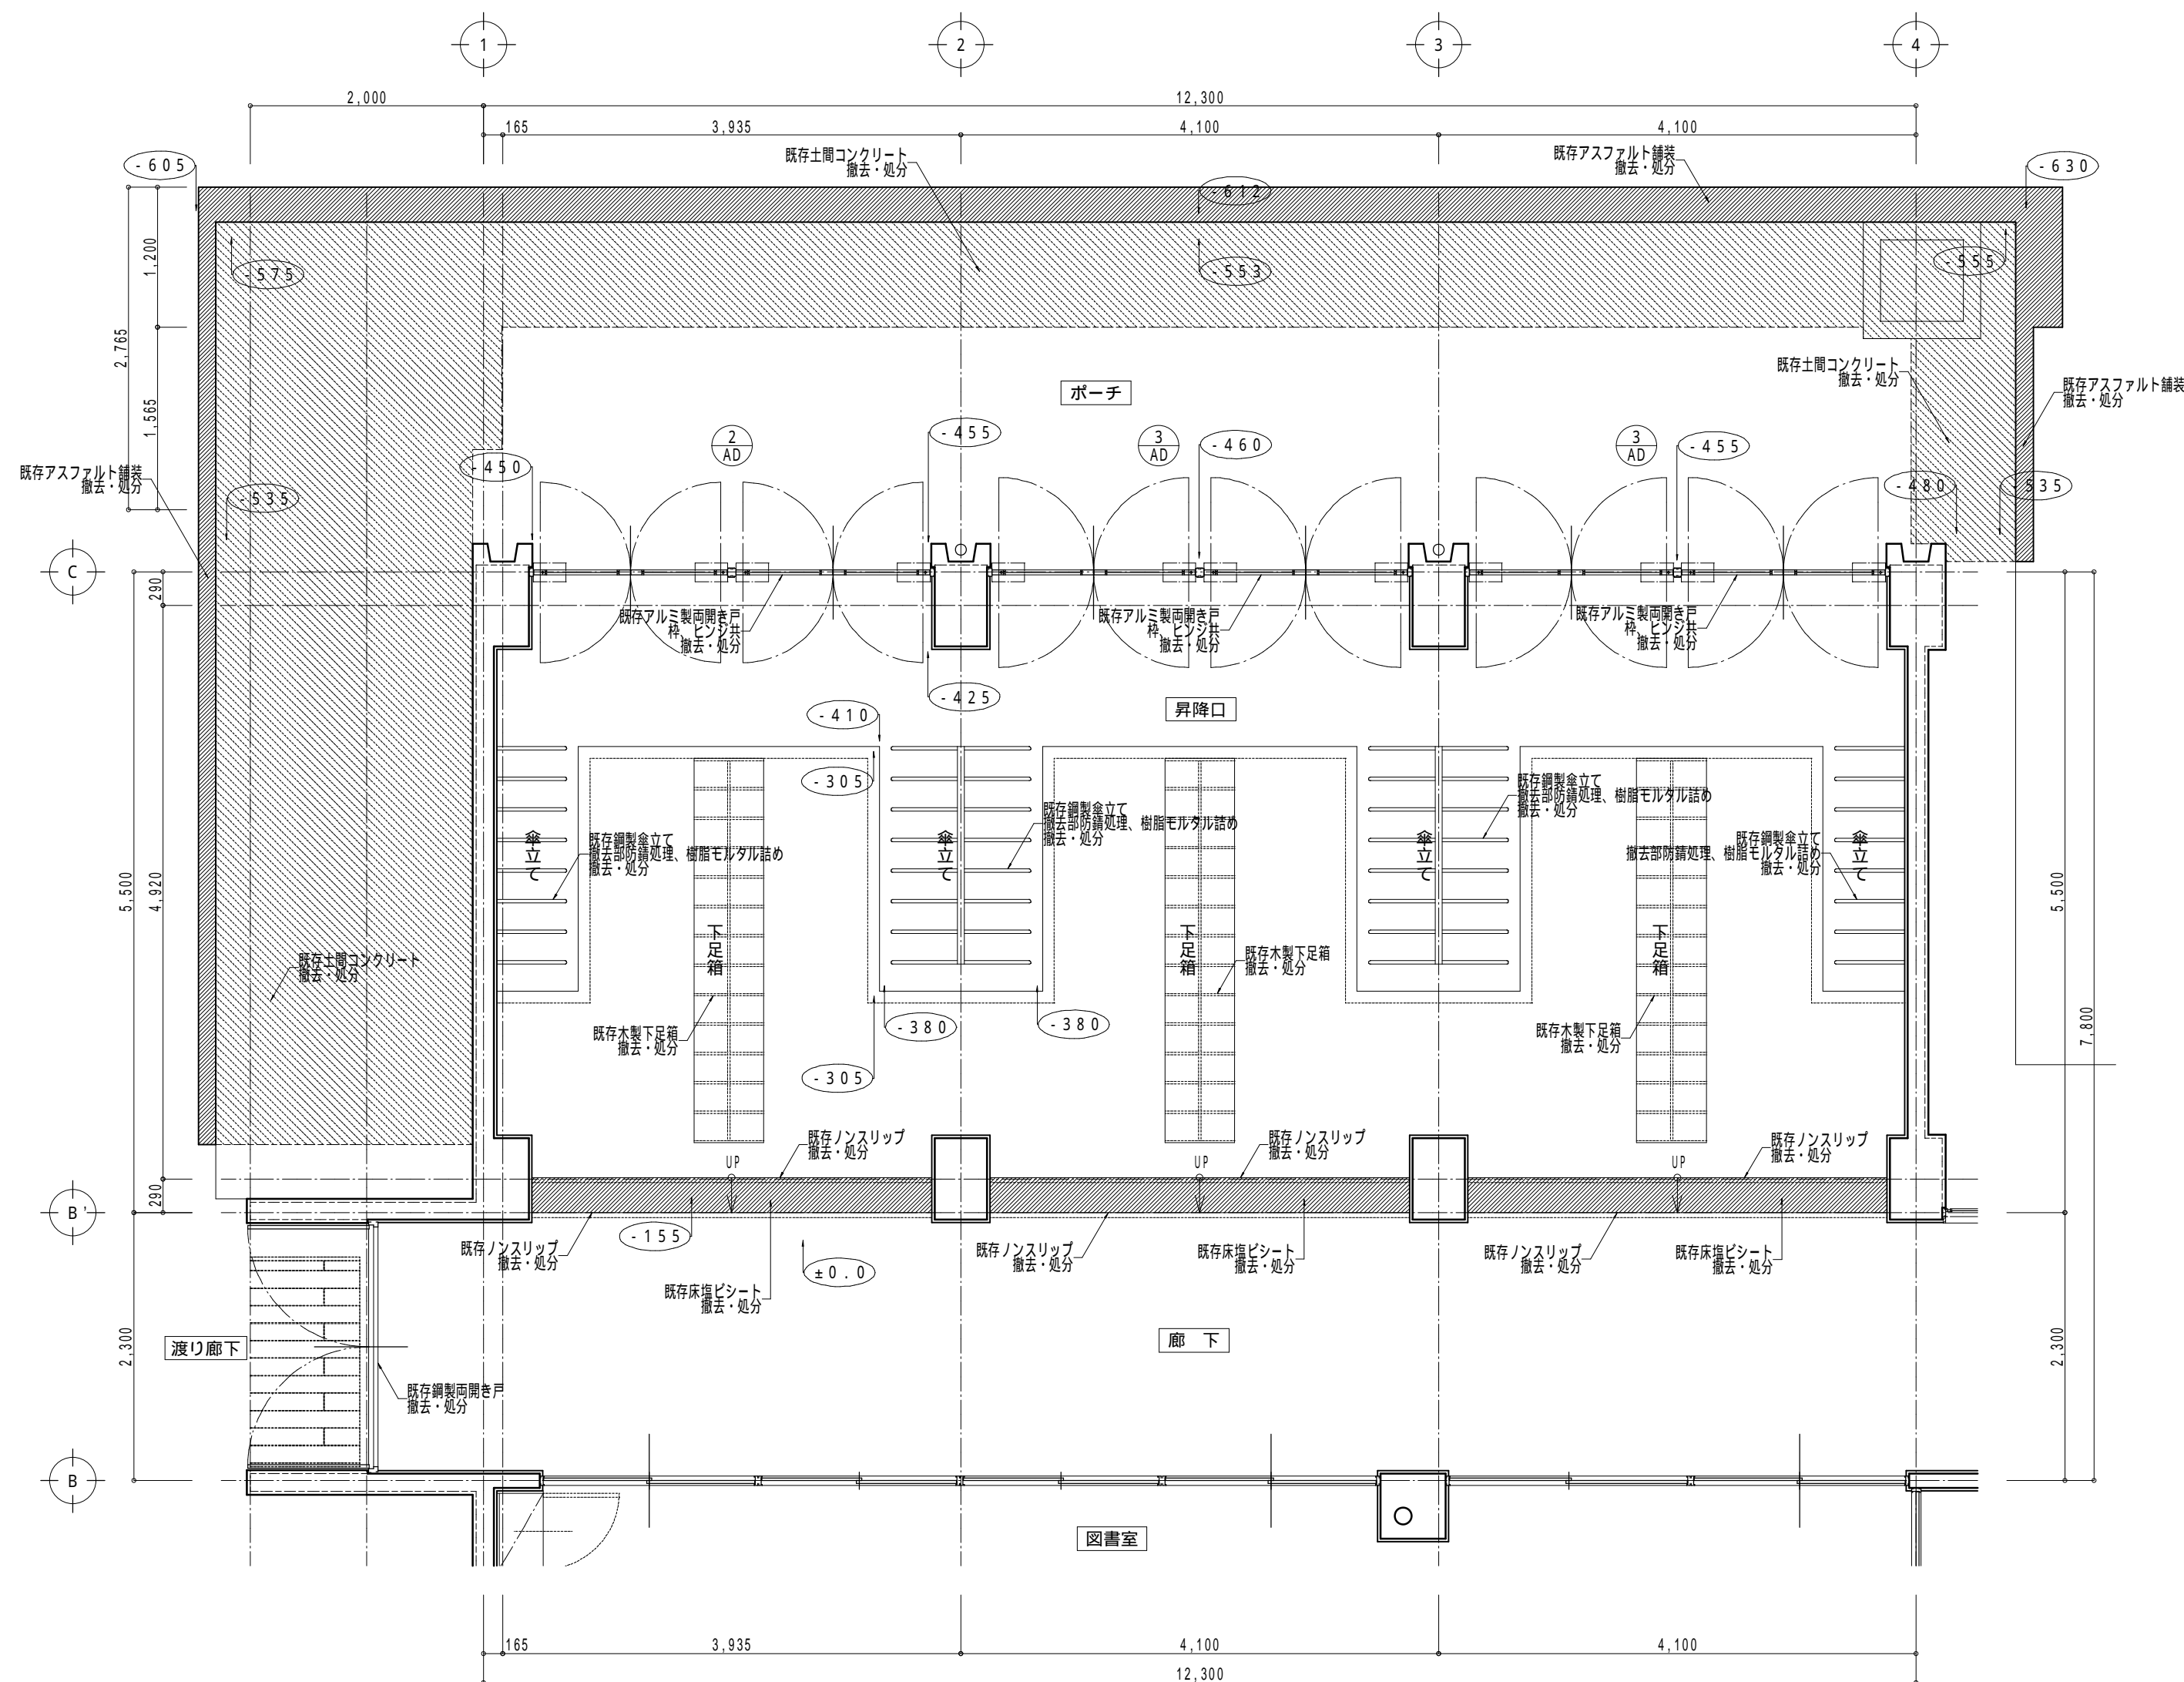 1
2
3
4
2,000
12,300
165
3,935
4,100
4,100
-605
既存土間コンクリート
撤去・処分
既存アスファルト舗装
撤去・処分
-630
-612
1,200
-575
-553
-555
2,765
1,565
既存土間コンクリート
撤去・処分
既存アスファルト舗装
撤去・処分
ポーチ
2
AD
-455
3
AD
-460
3
AD
-455
-450
既存アスファルト舗装
撤去・処分
-535
-480
-535
C
290
既存アルミ製両開き戸
枠、ヒンジ共
撤去・処分
既存アルミ製両開き戸
枠、ヒンジ共
撤去・処分
既存アルミ製両開き戸
枠、ヒンジ共
撤去・処分
-425
-410
昇降口
-305
傘立て
既存鋼製傘立て
撤去部防錆処理、樹脂モルタル詰め
撤去・処分
傘立て
既存鋼製傘立て
撤去部防錆処理、樹脂モルタル詰め
撤去・処分
傘立て
既存鋼製傘立て
撤去部防錆処理、樹脂モルタル詰め
撤去・処分
既存鋼製傘立て
撤去部防錆処理、樹脂モルタル詰め
撤去・処分
傘立て
5,500
4,920
5,500
下足箱
下足箱
下足箱
既存土間コンクリート
撤去・処分
既存木製下足箱
撤去・処分
既存木製下足箱
撤去・処分
既存木製下足箱
撤去・処分
-380
-380
7,800
-305
既存ノンスリップ
撤去・処分
既存ノンスリップ
撤去・処分
既存ノンスリップ
撤去・処分
UP
UP
UP
290
B'
-155
既存ノンスリップ
撤去・処分
既存ノンスリップ
撤去・処分
既存床塩ビシート
撤去・処分
既存ノンスリップ
撤去・処分
既存床塩ビシート
撤去・処分
±0.0
既存床塩ビシート
撤去・処分
2,300
渡り廊下
廊 下
2,300
既存鋼製両開き戸
撤去・処分
B
図書室
165
3,935
4,100
4,100
12,300